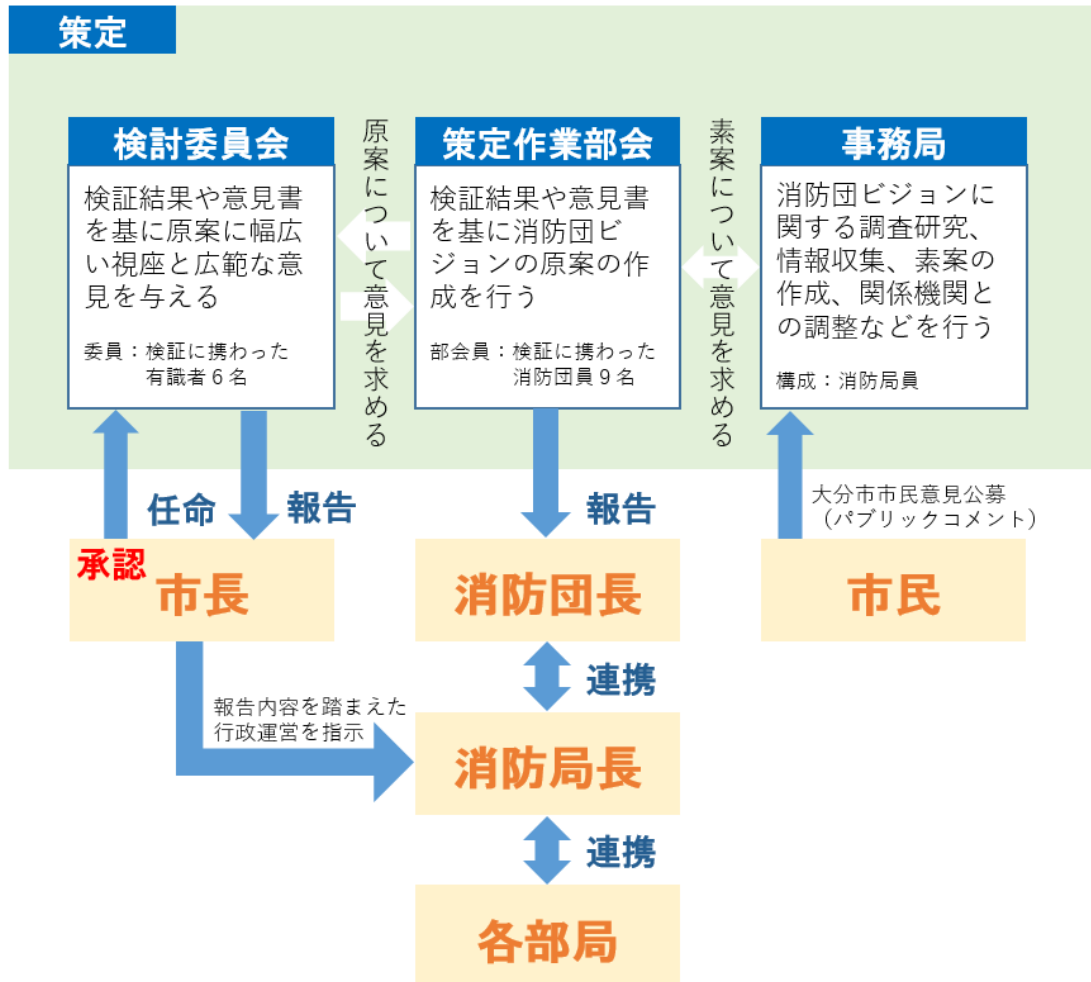 策定
検討委員会
検証結果や意見書
を基に原案に幅広
い視座と広範な意
見を与える
委員：検証に携わった
有識者６名
原案について意見を求める
策定作業部会
検証結果や意見書
を基に消防団ビ
ジョンの原案の作
成を行う
部会員：検証に携わった
消防団員９名
素案について意見を求める
事務局
消防団ビジョンに
関する調査研究、
情報収集、素案の
作成、関係機関と
の調整などを行う
構成：消防局員
任命
報告
報告
大分市市民意見公募
（パブリックコメント）
承認
市長
消防団長
市民
連携
報告内容を踏まえた
行政運営を指示
消防局長
連携
各部局